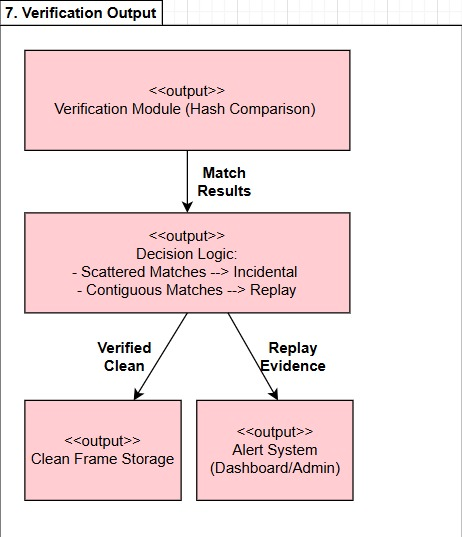 7. Verification Output
<<output>>
Verification Module (Hash Comparison)
Match
Results
<<output>>
Decision Logic:
- Scattered Matches --> Incidental
- Contiguous Matches --> Replay
Verified
Clean
Replay
Evidence
<<output>>
Clean Frame Storage
<<output>>
Alert System
(Dashboard/Admin)